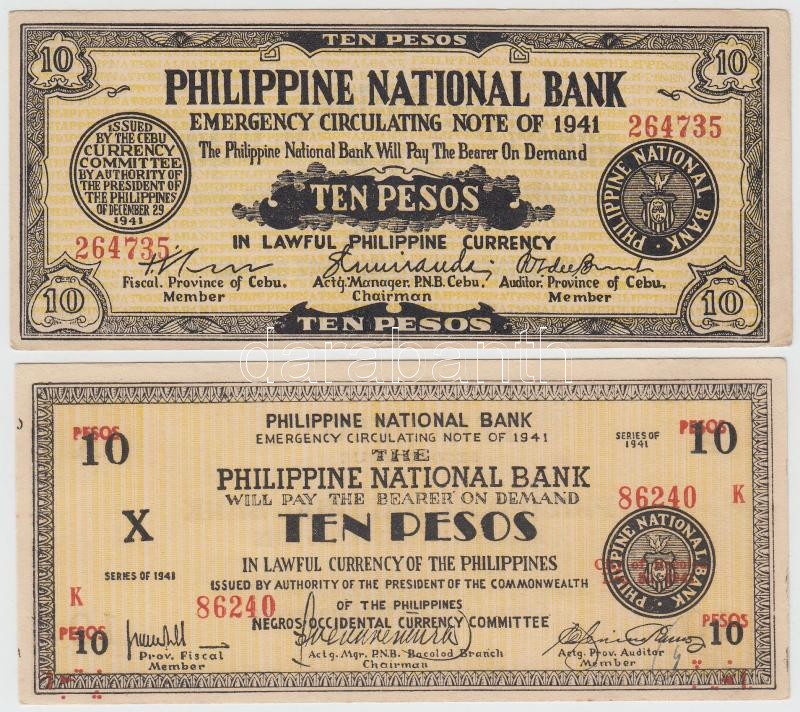 TEN PESOS
10 10
PHILIPPINE NATIONAL BANK
EMERGENCY CIRCULATING NOTE OF 1941 264735
The Philippine National Bank Will Pay The Bearer On Demand
ISSUED
BY THE CEBU
CURRENCY
COMMITTEE
BY AUTHORITY OF
THE PRESIDENT OF
THE PHILIPPINES
OF DECEMBER 29
1941
TEN PESOS
PHILIPPINE NATIONAL BANK
IN LAWFUL PHILIPPINE CURRENCY
264735
Fiscal. Province of Cebu. Actg. Manager. P.N.B. Cebu. Auditor. Province of Cebu.
Member Chairman Member
10 10
TEN PESOS
darabanth
PHILIPPINE NATIONAL BANK
EMERGENCY CIRCULATING NOTE OF 1941
PESOS PESOS
10 10
SERIES OF
1941
THE
PHILIPPINE NATIONAL BANK
WILL PAY THE BEARER ON DEMAND
86240 K
X TEN PESOS
PHILIPPINE NATIONAL BANK
IN LAWFUL CURRENCY OF THE PHILIPPINES
SERIES OF 1941
ISSUED BY AUTHORITY OF THE PRESIDENT OF THE COMMONWEALTH
K 86240
OF THE PHILIPPINES
NEGROS OCCIDENTAL CURRENCY COMMITTEE
PESOS PESOS
10 10
Prov. Fiscal Actg. Mgr. P.N.B. Bacolod Branch Actg. Prov. Auditor
Member Chairman Member